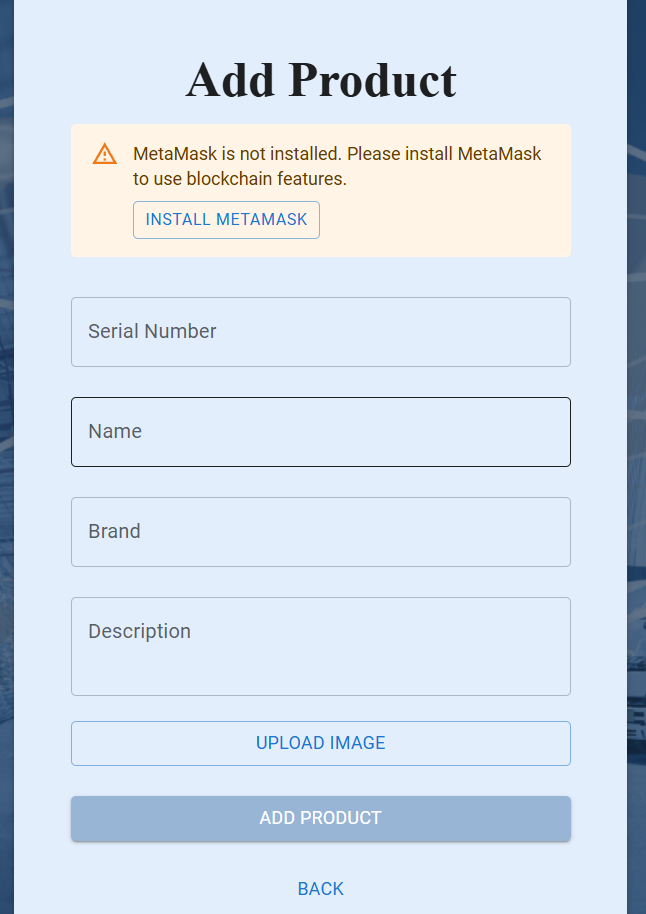 Add Product
MetaMask is not installed. Please install MetaMask
to use blockchain features.
INSTALL METAMASK
Serial Number
Name
Brand
Description
UPLOAD IMAGE
ADD PRODUCT
BACK